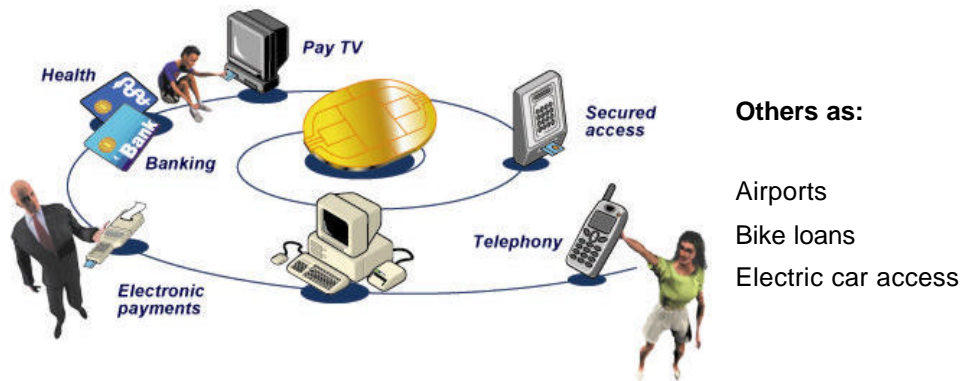 Pay TV
Health
Bank
Banking
Secured
access
Telephony
Electronic
payments
Others as:
Airports
Bike loans
Electric car access